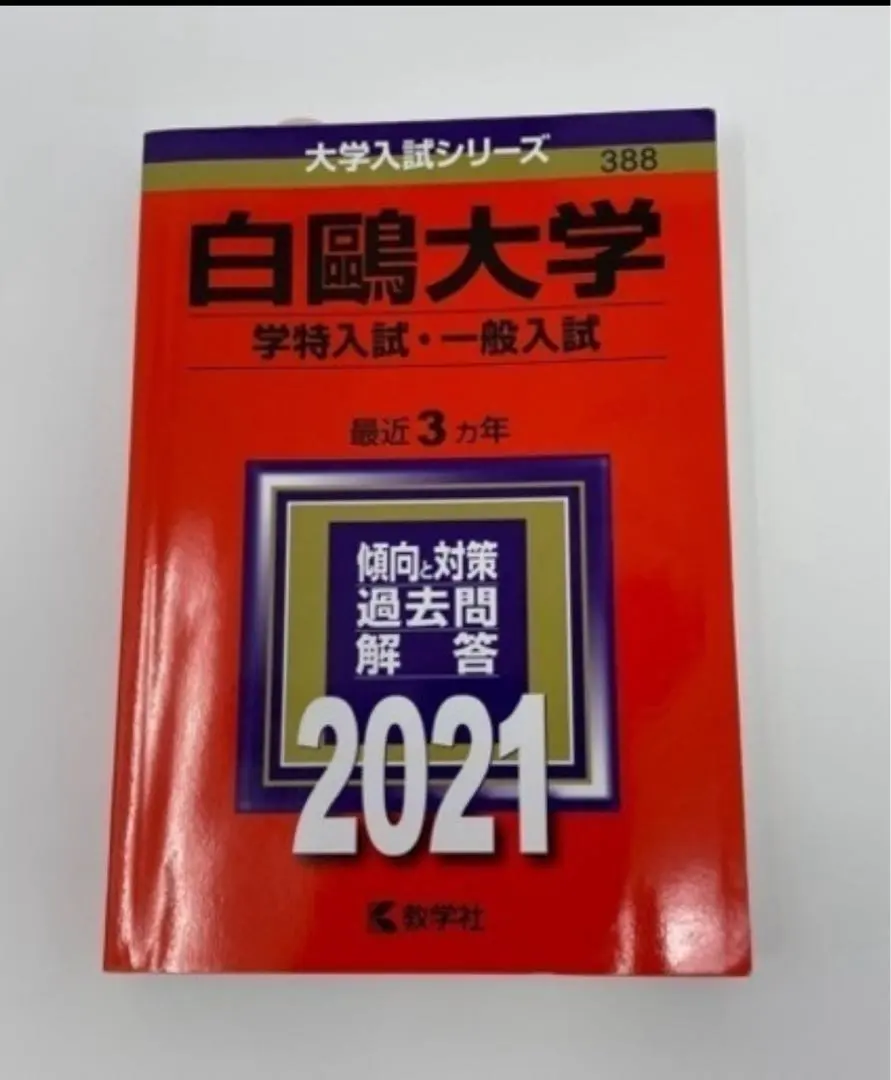 大学入試シリーズ
388
白鷗大学
学特入試・一般入試
最近3ヵ年
傾向と対策
過去問
解答
2021
教学社